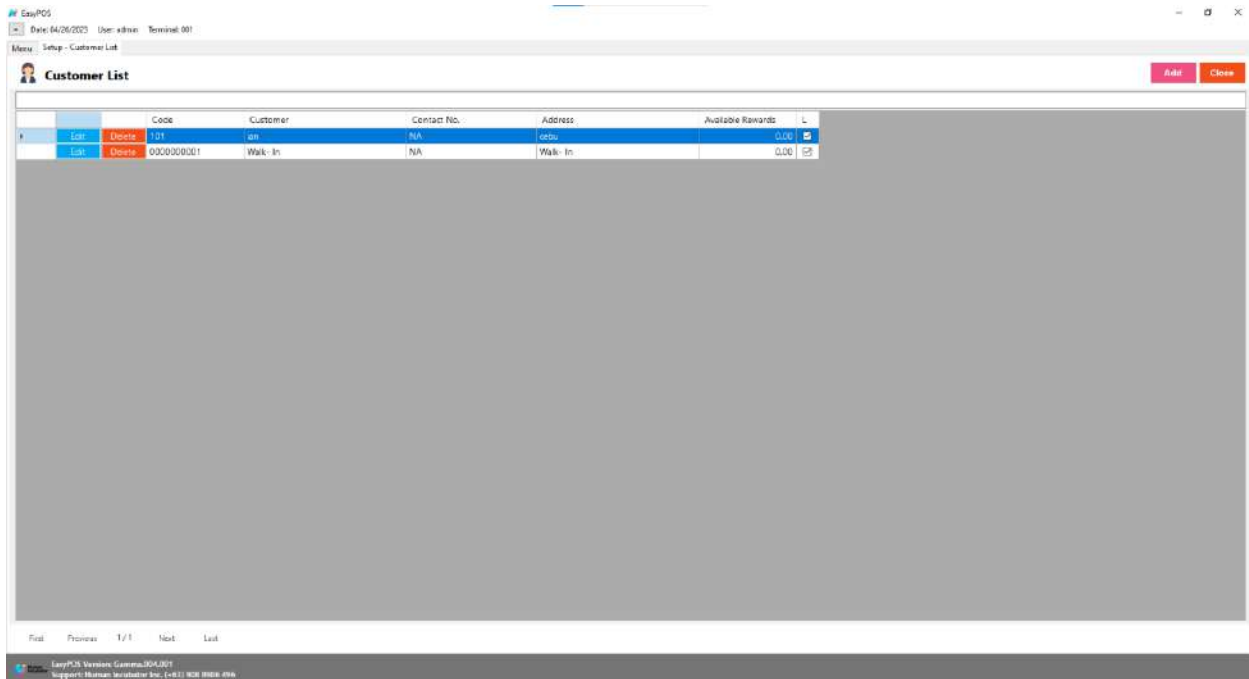 EasyPOS
Date: 04/26/2023 User: admin Terminal: 001
Menu Setup - Customer List
Customer List Add Close
Code Customer Contact No. Address Available Rewards L
Edit Delete 101 ian NA cebu 0.00
Edit Delete 0000000001 Walk- In NA Walk- In 0.00
First Previous 1 / 1 Next Last
EasyPOS Version: Gamma.004.001
Support: Human Incubator Inc. (+63)